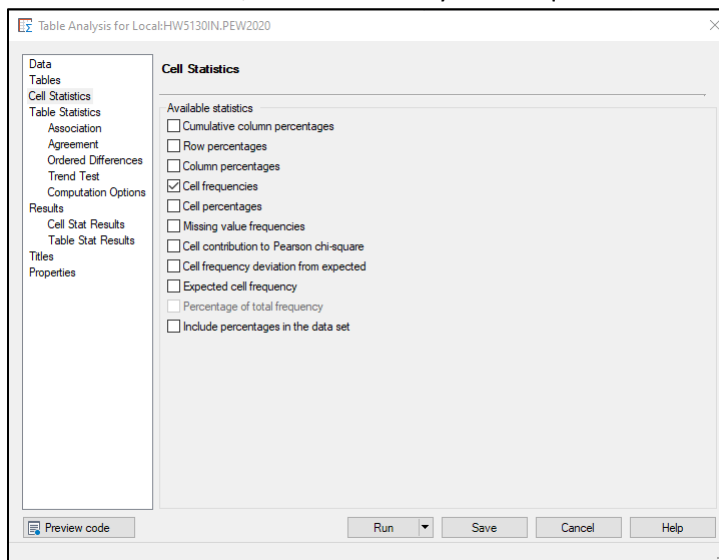 Table Analysis for Local:HW5130IN.PEW2020
Data
Tables
Cell Statistics
Table Statistics
Association
Agreement
Ordered Differences
Trend Test
Computation Options
Results
Cell Stat Results
Table Stat Results
Titles
Properties
Cell Statistics
Available statistics
Cumulative column percentages
Row percentages
Column percentages
Cell frequencies
Cell percentages
Missing value frequencies
Cell contribution to Pearson chi-square
Cell frequency deviation from expected
Expected cell frequency
Percentage of total frequency
Include percentages in the data set
Preview code
Run
Save
Cancel
Help